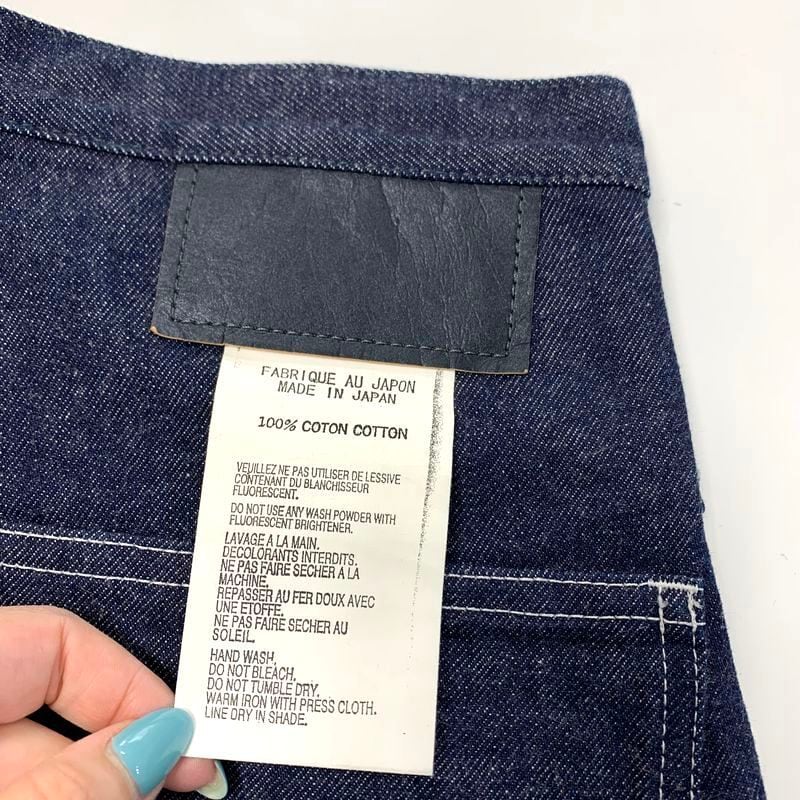 FABRIQUE AU JAPON
MADE IN JAPAN
100% COTON COTTON
VEUILLEZ NE PAS UTILISER DE LESSIVE
CONTENANT DU BLANCHISSEUR
FLUORESCENT.
DO NOT USE ANY WASH POWDER WITH
FLUORESCENT BRIGHTENER.
LAVAGE A LA MAIN.
DECOLORANTS INTERDITS.
NE PAS FAIRE SECHER A LA
MACHINE.
REPASSER AU FER DOUX AVEC
UNE ETOFFE.
NE PAS FAIRE SECHER AU
SOLEIL.
HAND WASH.
DO NOT BLEACH.
DO NOT TUMBLE DRY.
WARM IRON WITH PRESS CLOTH.
LINE DRY IN SHADE.